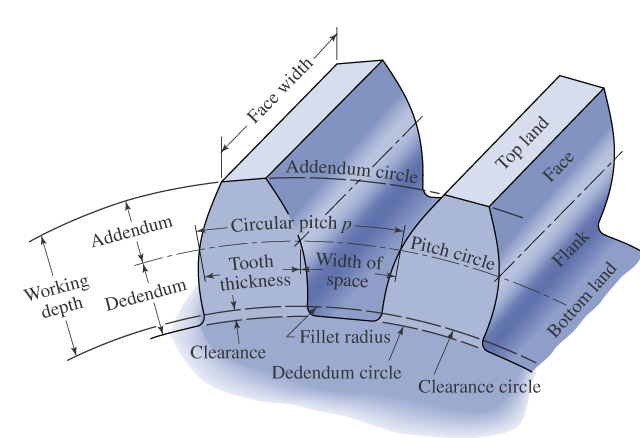 Face width
Top land
Face
Addendum circle
Addendum
Circular pitch p
Pitch circle
Flank
Working
depth
Dedendum
Tooth
thickness
Width of
space
Bottom land
Clearance
Fillet radius
Dedendum circle
Clearance circle